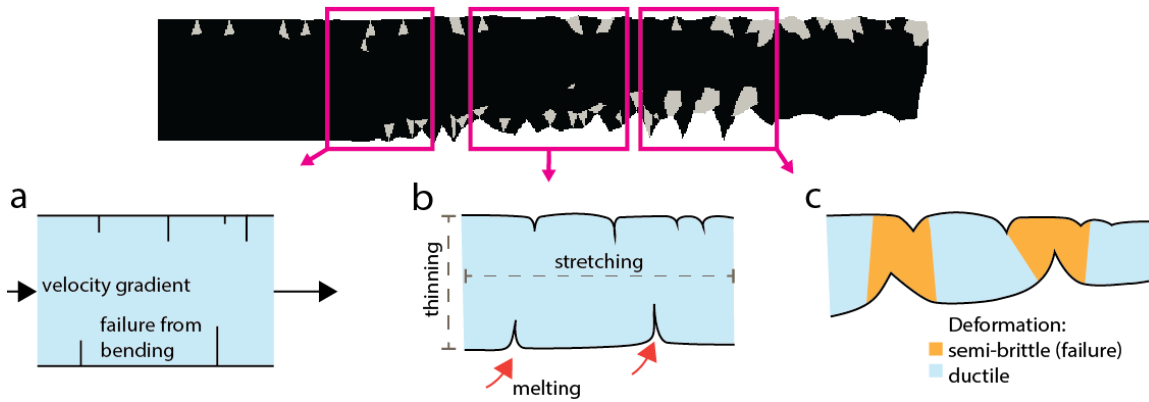 a
velocity gradient
failure from
bending
b
thinning
stretching
melting
c
Deformation:
semi-brittle (failure)
ductile